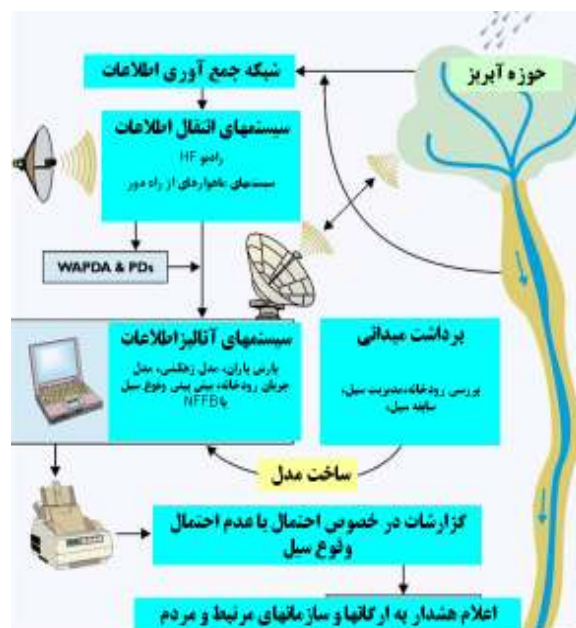 حوزه آبریز
شبکه جمع آوری اطلاعات
سیستمهای انتقال اطلاعات
رادیو HF
سیستمهای ماهواره‌ای از راه دور
WAPDA & PDs
سیستمهای آنالیز اطلاعات
بارش باران، مدل زهکشی، مدل
جریان رودخانه، پیش بینی وقوع سیل
یا NFFB
برداشت میدانی
بررسی رودخانه، مدیریت سیل،
سابقه سیل،
ساخت مدل
گزارشات در خصوص احتمال یا عدم احتمال
وقوع سیل
اعلام هشدار به ارگانها و سازمانهای مرتبط و مردم